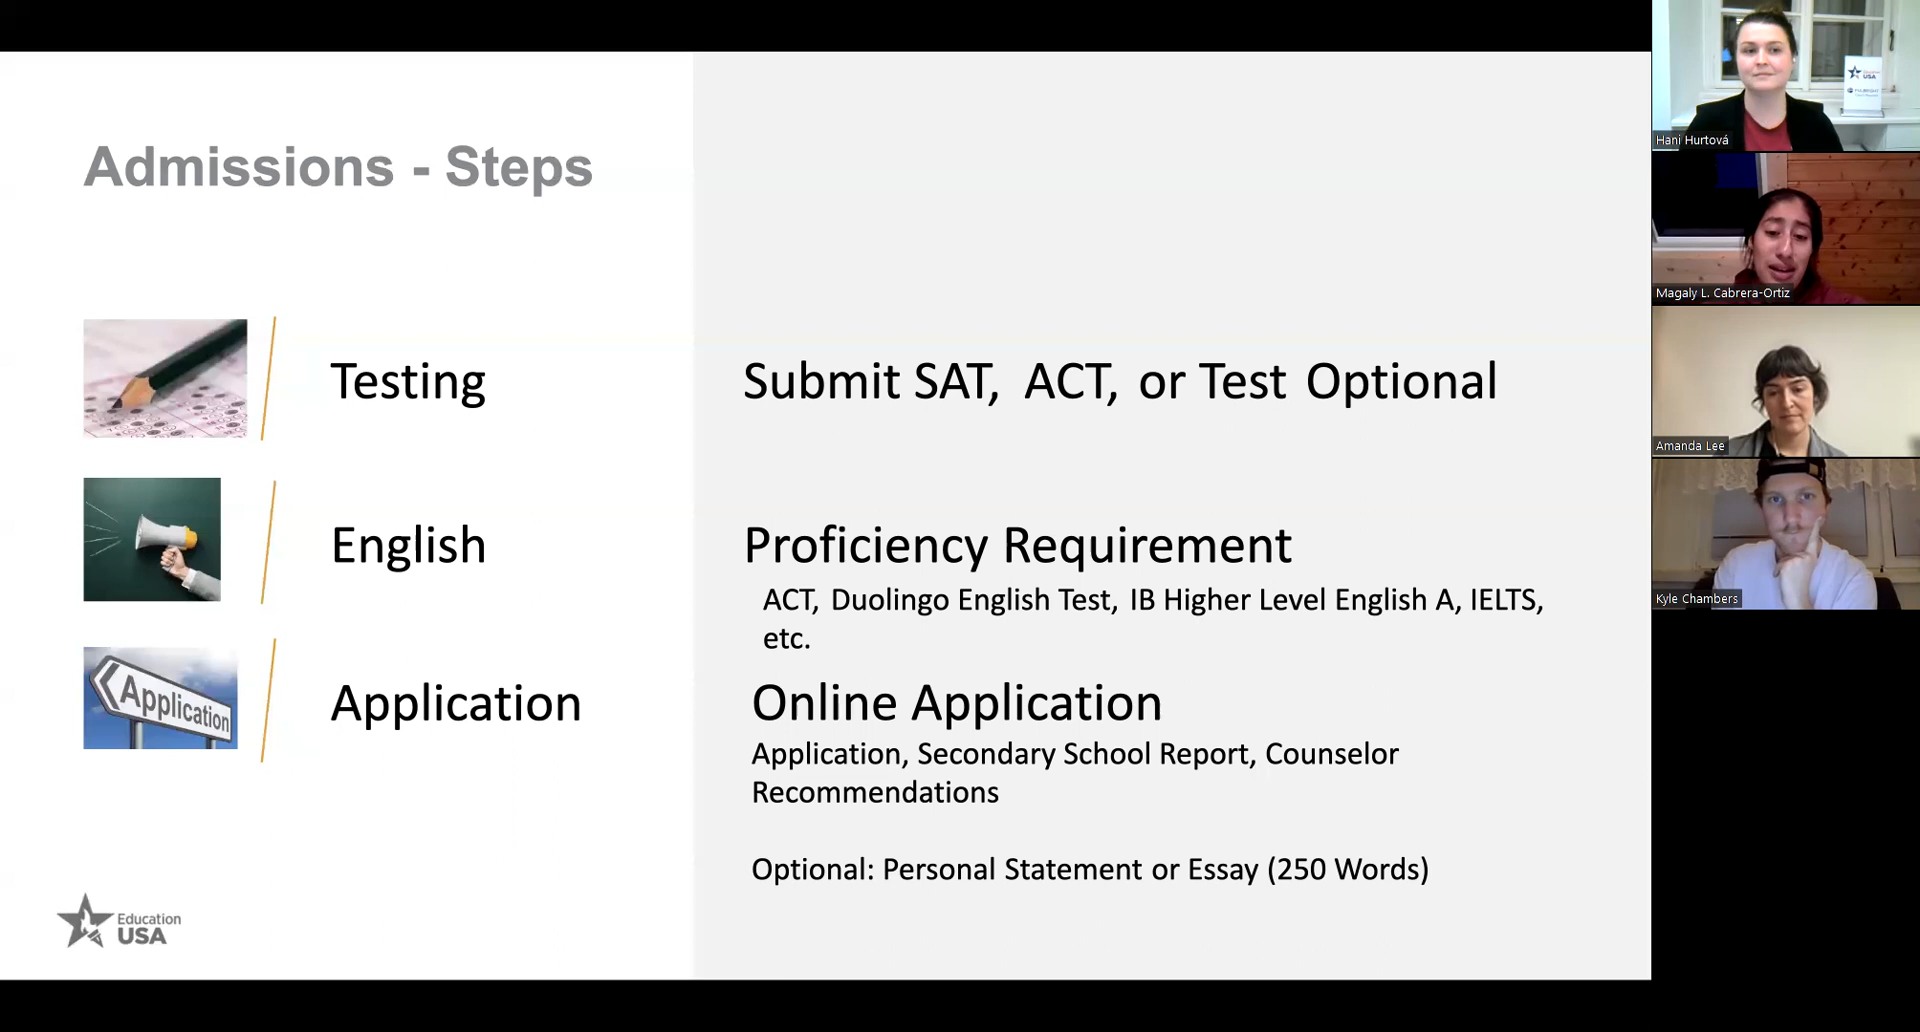 Admissions - Steps
Testing
Submit SAT, ACT, or Test Optional
English
Proficiency Requirement
ACT, Duolingo English Test, IB Higher Level English A, IELTS,
etc.
Application
Application
Online Application
Application, Secondary School Report, Counselor
Recommendations
Optional: Personal Statement or Essay (250 Words)
Education
USA
USA
Hani Hurtová
Magaly L. Cabrera-Ortiz
Amanda Lee
Kyle Chambers